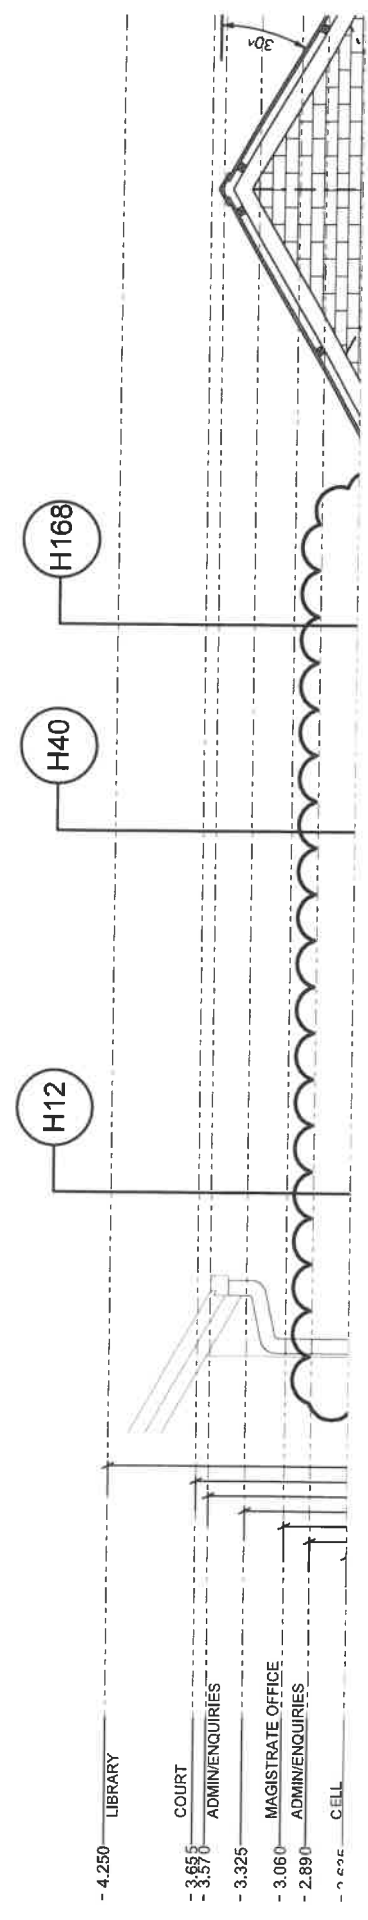 30°
H168
H40
H12
- 4.250
LIBRARY
COURT
- 3.655
- 3.570
ADMIN/ENQUIRIES
- 3.325
MAGISTRATE OFFICE
- 3.060
ADMIN/ENQUIRIES
- 2.890
CELL